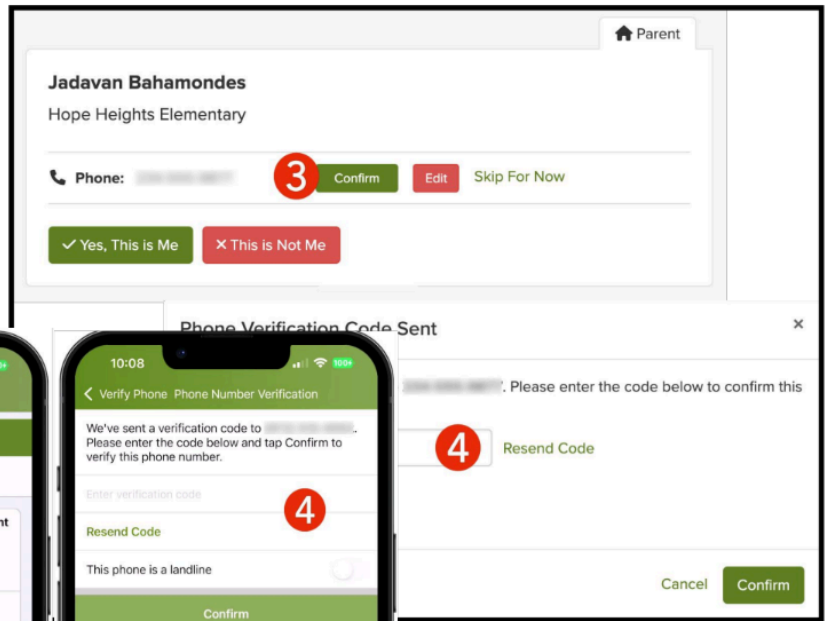 Parent
Jadavan Bahamondes
Hope Heights Elementary
3
Phone: Confirm Edit Skip For Now
Yes, This is Me This is Not Me
Phone Verification Code Sent ×
. Please enter the code below to confirm this
4 Resend Code
Cancel Confirm
10:08 100+
Verify Phone Phone Number Verification
We've sent a verification code to .
Please enter the code below and tap Confirm to
verify this phone number.
Enter verification code
4
Resend Code
This phone is a landline
Confirm